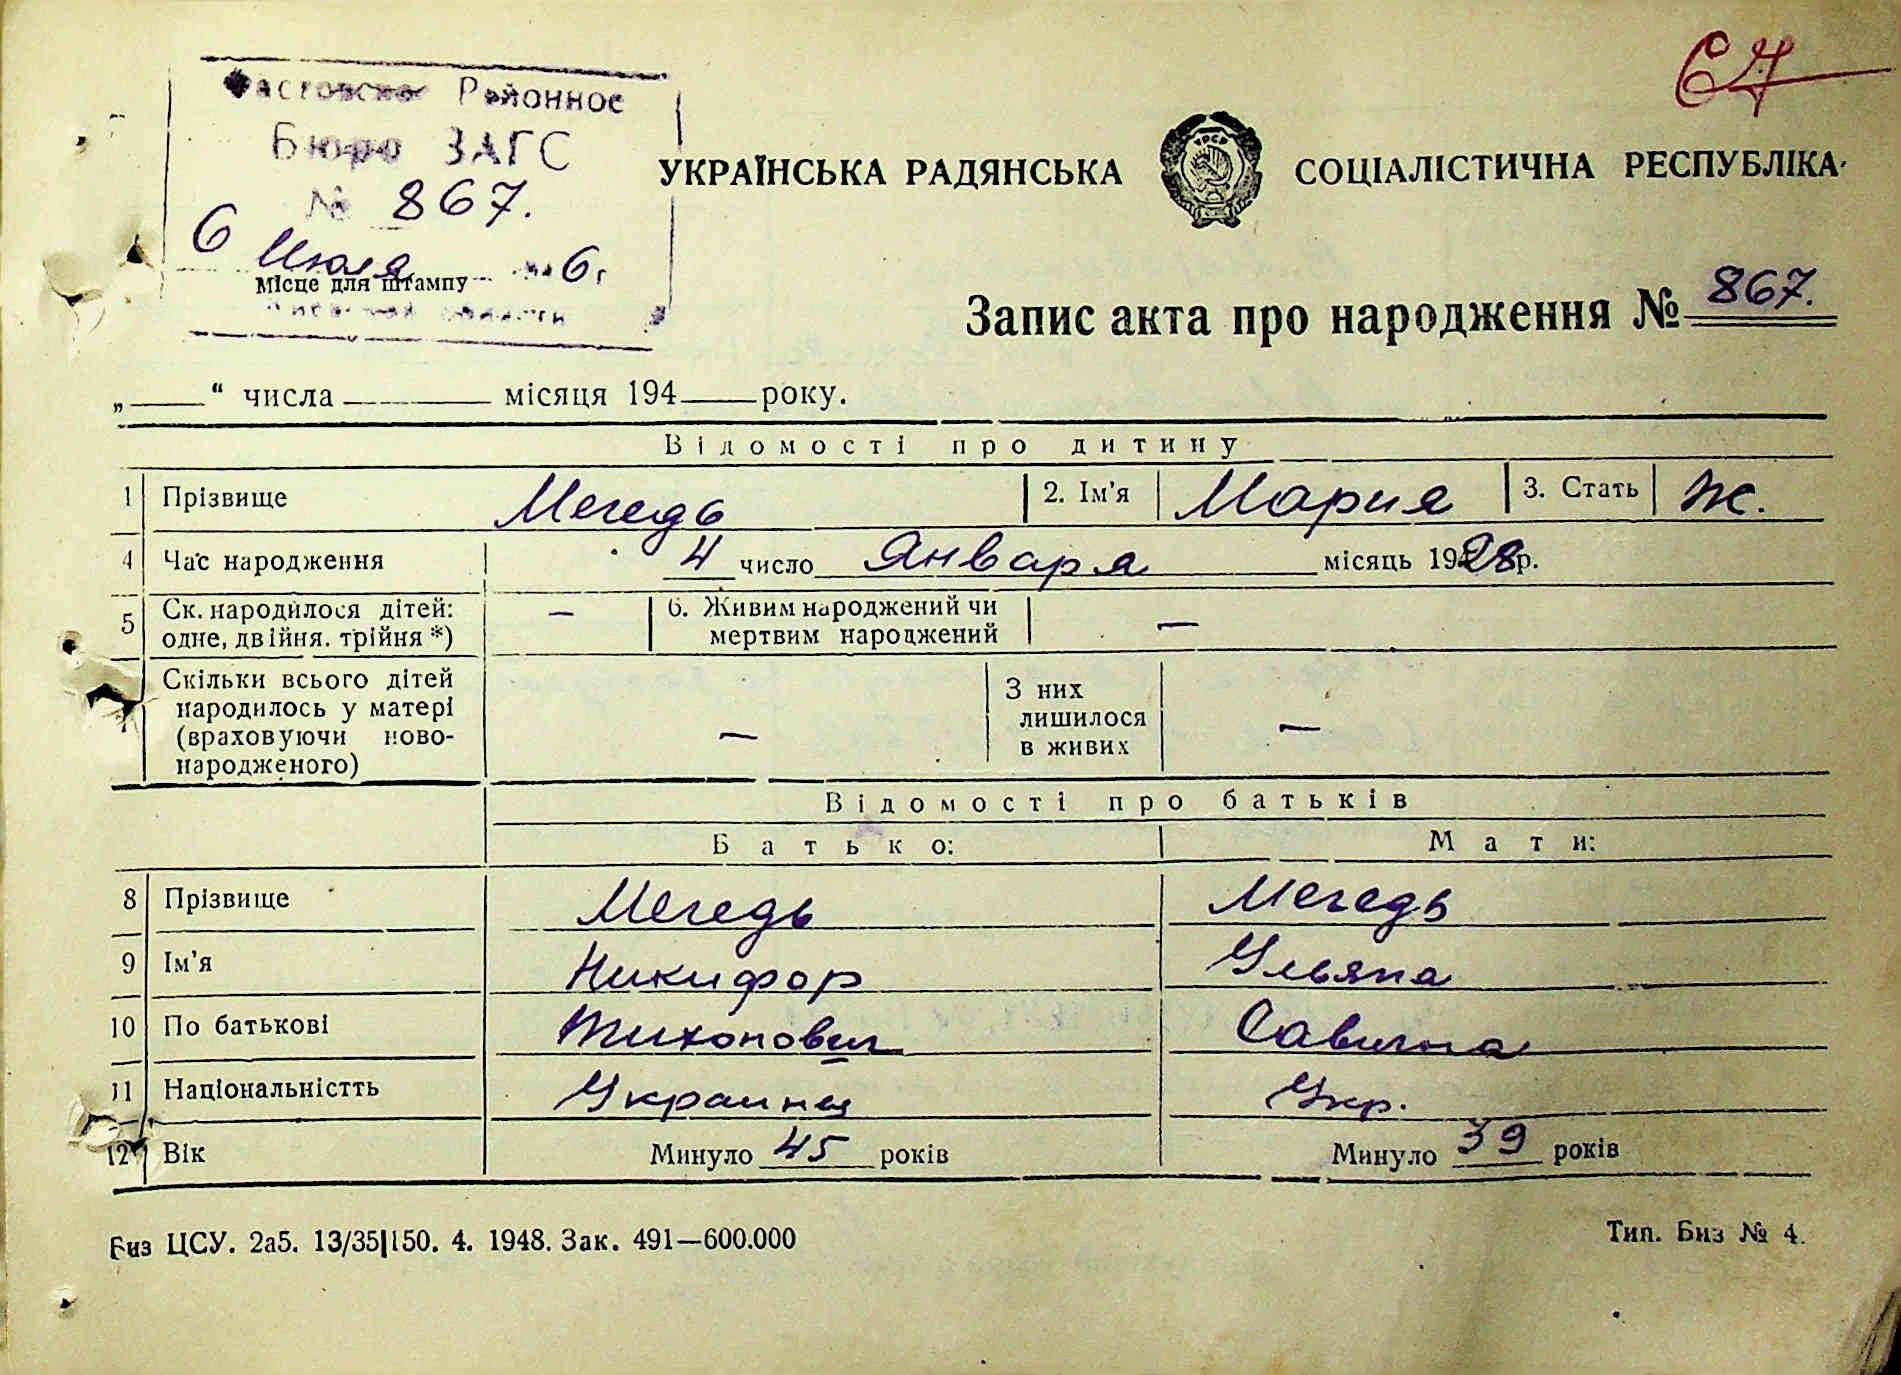 Районное
Бюро ЗАГС
№ 867.
6 Июля 6 г
Місце для штампу
УКРАЇНСЬКА РАДЯНСЬКА СОЦІАЛІСТИЧНА РЕСПУБЛІКА
УРСР
Запис акта про народження № 867.
„ “ числа місяця 194 року.
Відомості про дитину
1 Прізвище Мегедь 2. Ім'я Мария 3. Стать Ж.
4 Час народження 4 число Января місяць 1928 р.
5 Ск. народилося дітей: одне, двійня. трійня *) — 6. Живим народжений чи мертвим народжений —
Скільки всього дітей народилось у матері (враховуючи ново-народженого) — З них лишилося в живих —
Відомості про батьків
Батько: Мати:
8 Прізвище Мегедь Мегедь
9 Ім'я Никифор Ульяна
10 По батькові Тихонович Савична
11 Національністть Украинец Укр.
12 Вік Минуло 45 років Минуло 39 років
Биз ЦСУ. 2а5. 13/35|150. 4. 1948. Зак. 491—600.000 Тип. Биз № 4.